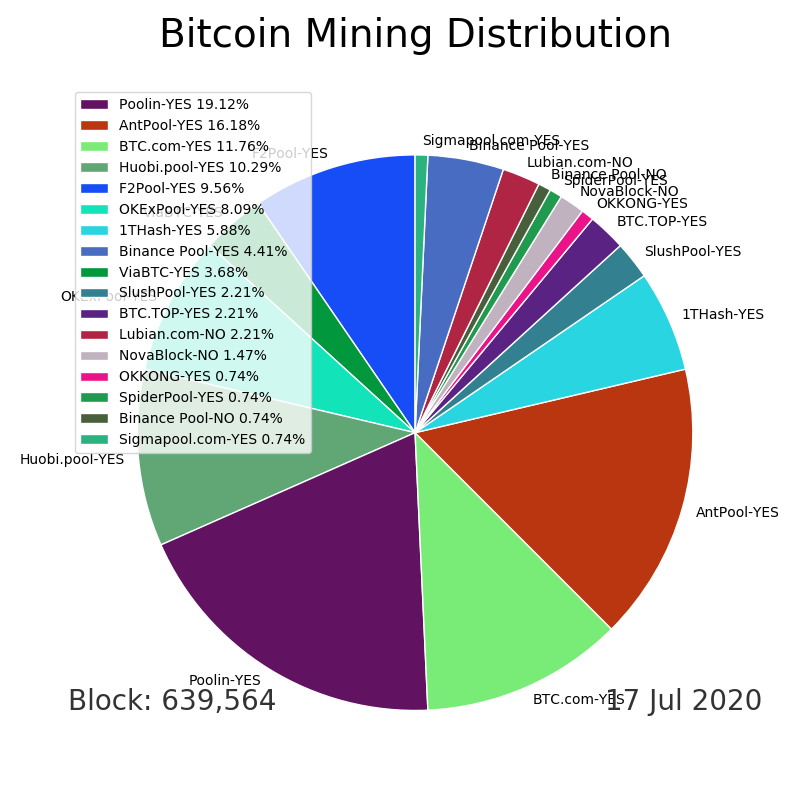 Bitcoin Mining Distribution
Poolin-YES 19.12%
AntPool-YES 16.18%
BTC.com-YES 11.76%
Huobi.pool-YES 10.29%
F2Pool-YES 9.56%
OKExPool-YES 8.09%
1THash-YES 5.88%
Binance Pool-YES 4.41%
ViaBTC-YES 3.68%
SlushPool-YES 2.21%
BTC.TOP-YES 2.21%
Lubian.com-NO 2.21%
NovaBlock-NO 1.47%
OKKONG-YES 0.74%
SpiderPool-YES 0.74%
Binance Pool-NO 0.74%
Sigmapool.com-YES 0.74%
Sigmapool.com-YES
Binance Pool-YES
Lubian.com-NO
Binance Pool-NO
SpiderPool-YES
NovaBlock-NO
OKKONG-YES
BTC.TOP-YES
SlushPool-YES
1THash-YES
AntPool-YES
BTC.com-YES
Poolin-YES
Huobi.pool-YES
OKExPool-YES
ViaBTC-YES
F2Pool-YES
Block: 639,564
17 Jul 2020